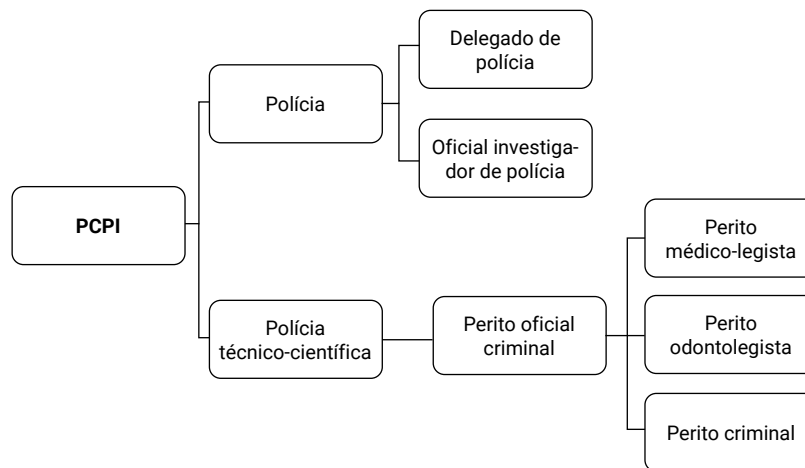 PCPI
Polícia
Delegado de
polícia
Oficial investiga-
dor de polícia
Polícia
técnico-científica
Perito oficial
criminal
Perito
médico-legista
Perito
odontolegista
Perito criminal